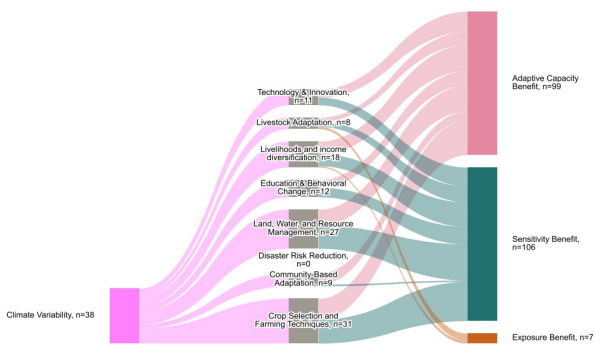 Technology & Innovation,
n=11
Livestock Adaptation, n=8
Livelihoods and income
diversification, n=18
Education & Behavioral
Change, n=12
Land, Water, and Resource
Management, n=27
Disaster Risk Reduction,
n=0
Community-Based
Adaptation, n=9
Crop Selection and
Farming Techniques, n=31
Climate Variability, n=38
Adaptive Capacity
Benefit, n=99
Sensitivity Benefit,
n=106
Exposure Benefit, n=7